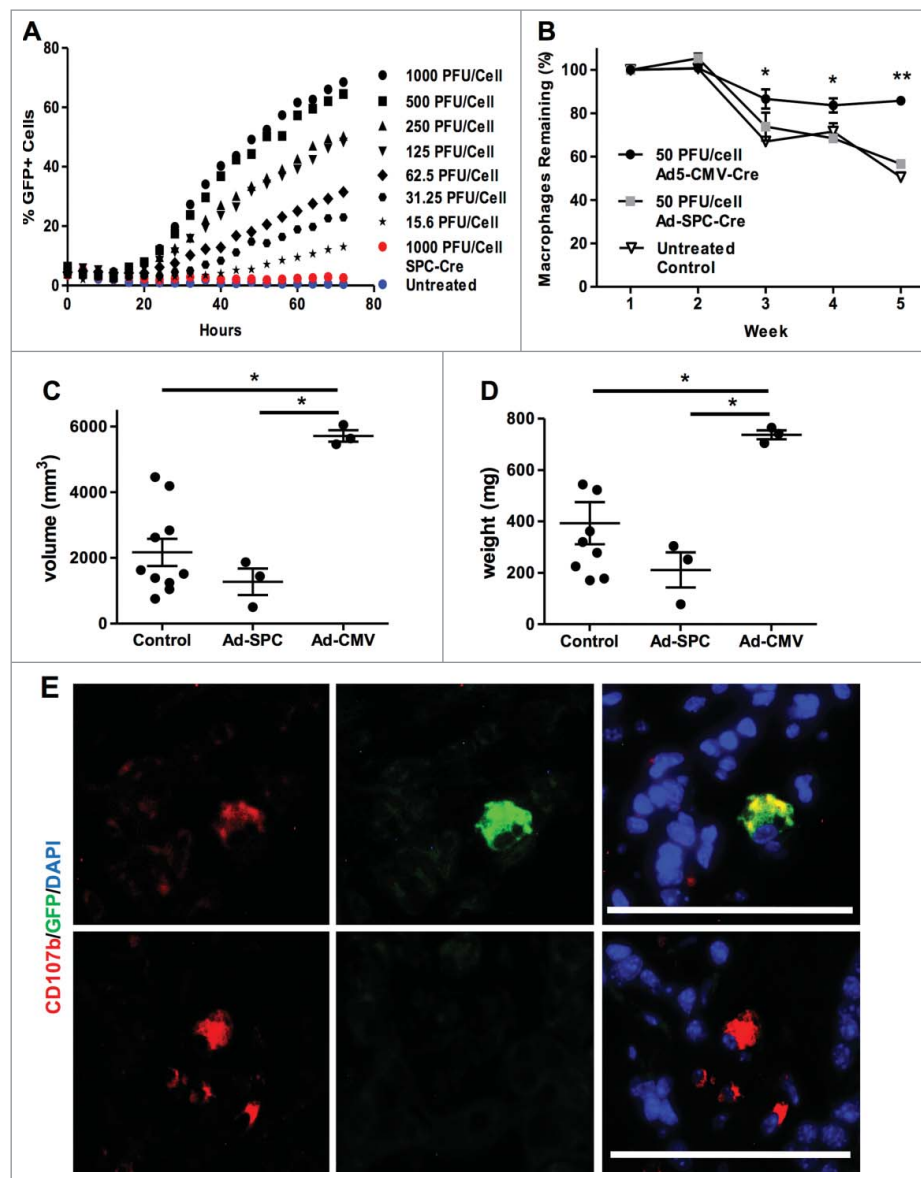 A
% GFP+ Cells
80
60
40
20
0
0
20
40
60
80
Hours
1000 PFU/Cell
500 PFU/Cell
250 PFU/Cell
125 PFU/Cell
62.5 PFU/Cell
31.25 PFU/Cell
15.6 PFU/Cell
1000 PFU/Cell
SPC-Cre
Untreated
B
Macrophages Remaining (%)
120
100
80
60
40
20
0
1
2
3
4
5
Week
*
*
**
50 PFU/cell
Ad5-CMV-Cre
50 PFU/cell
Ad-SPC-Cre
Untreated
Control
C
volume (mm³)
6000
4000
2000
0
Control
Ad-SPC
Ad-CMV
*
*
D
weight (mg)
800
600
400
200
0
Control
Ad-SPC
Ad-CMV
*
*
E
CD107b/GFP/DAPI